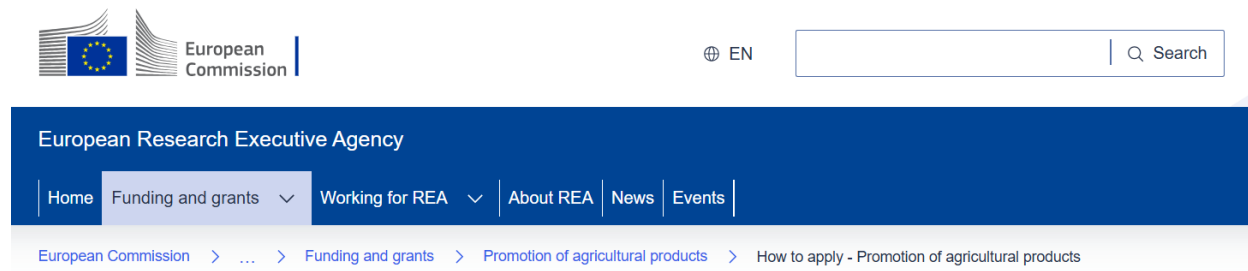 European
Commission
EN
Search
European Research Executive Agency
Home Funding and grants Working for REA About REA News Events
European Commission > ... > Funding and grants > Promotion of agricultural products > How to apply - Promotion of agricultural products